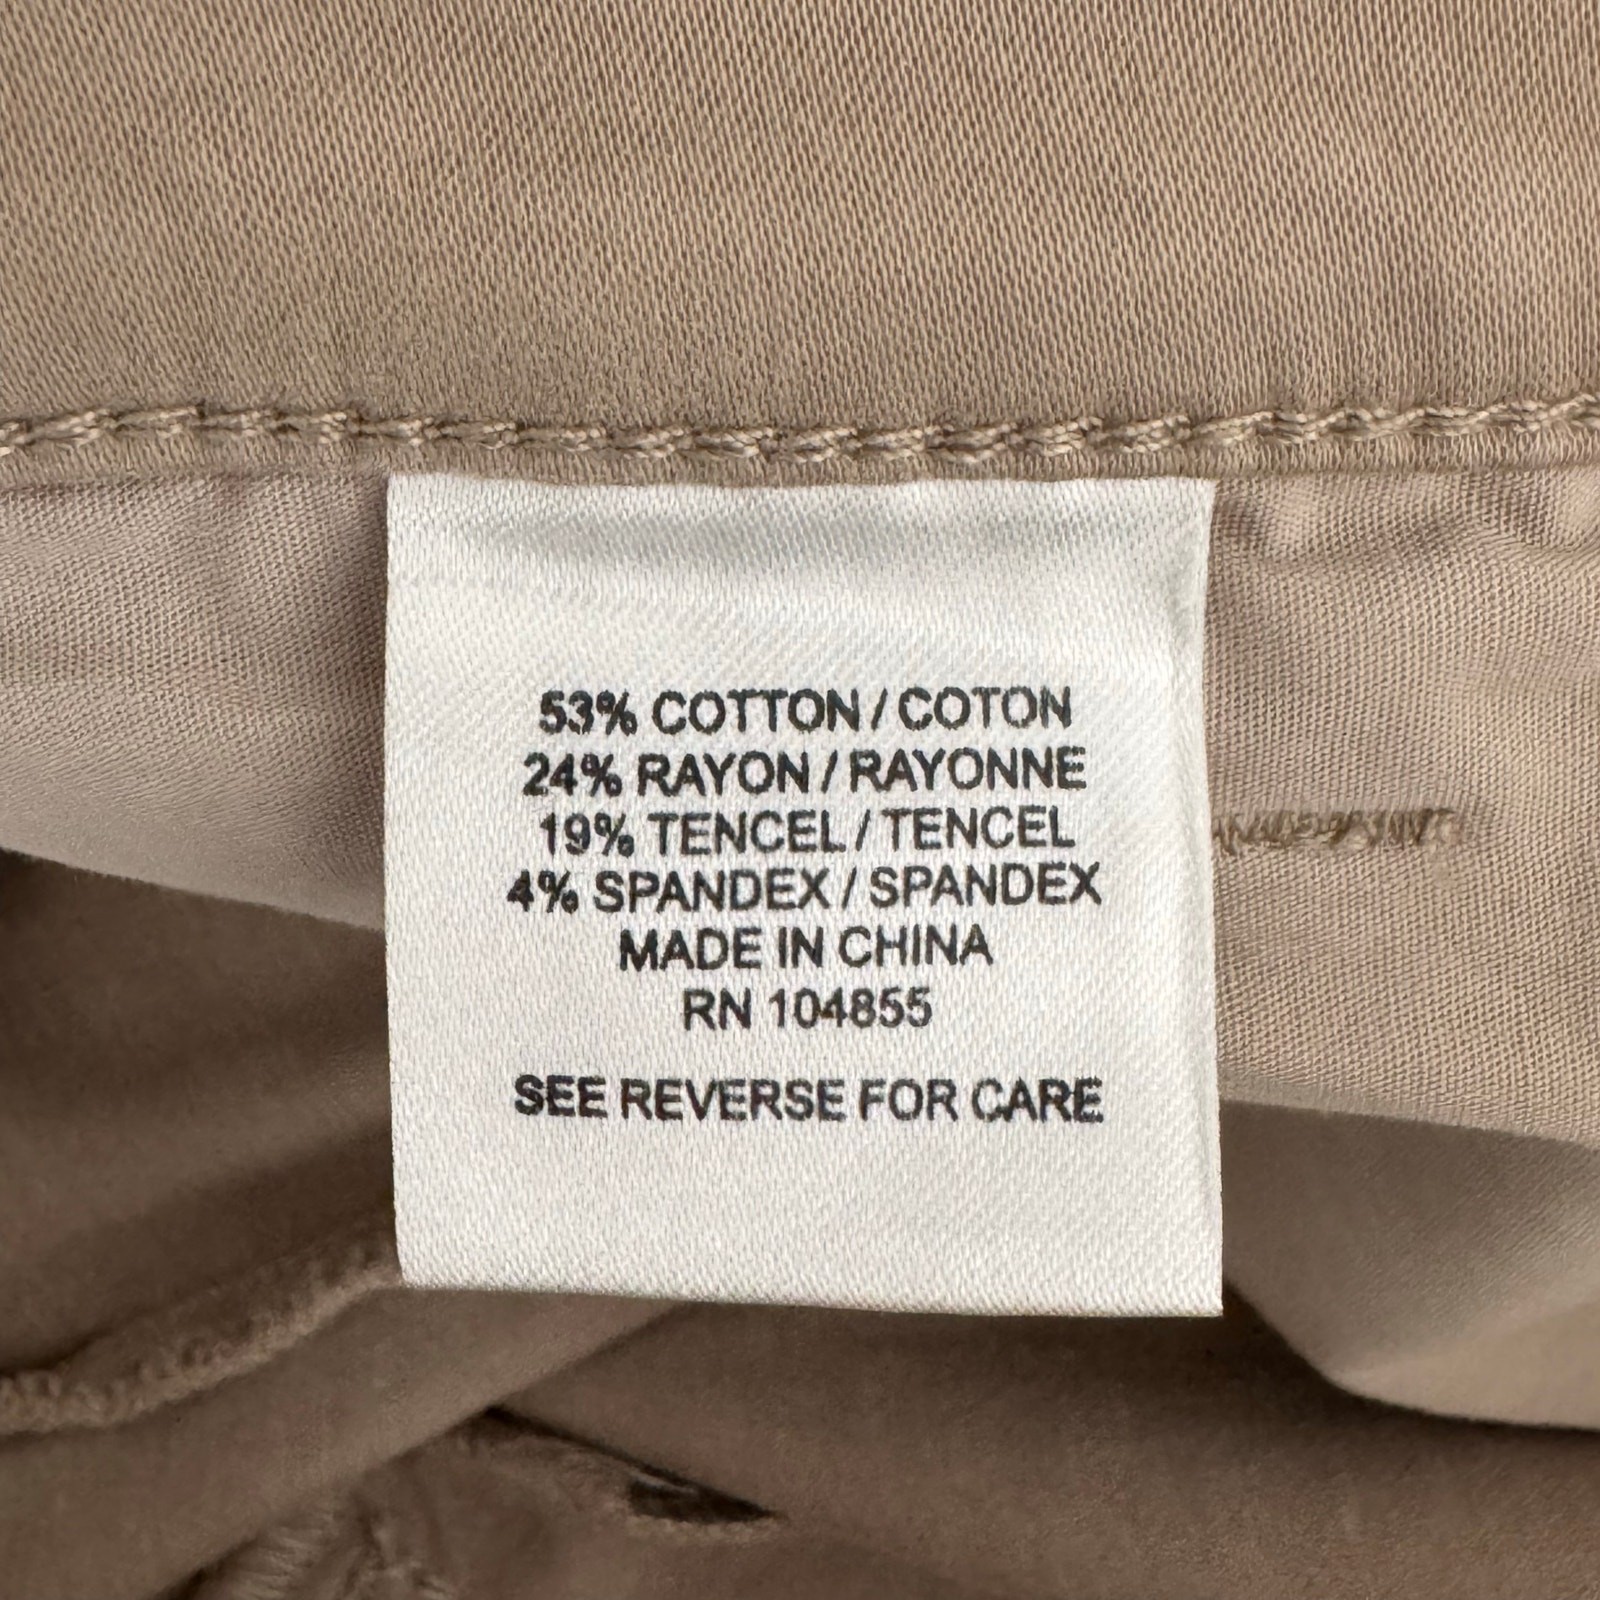 53% COTTON / COTON
24% RAYON / RAYONNE
19% TENCEL / TENCEL
4% SPANDEX / SPANDEX
MADE IN CHINA
RN 104855
SEE REVERSE FOR CARE